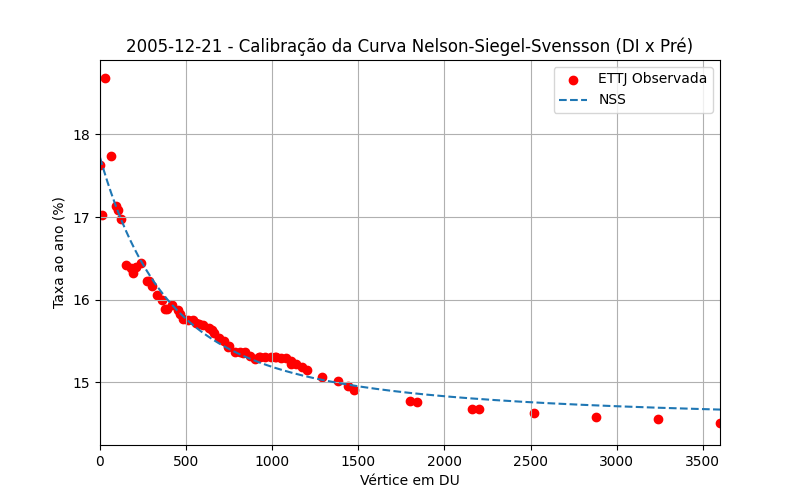 2005-12-21 - Calibração da Curva Nelson-Siegel-Svensson (DI x Pré)
ETTJ Observada
NSS
Taxa ao ano (%)
18
17
16
15
0 500 1000 1500 2000 2500 3000 3500
Vértice em DU